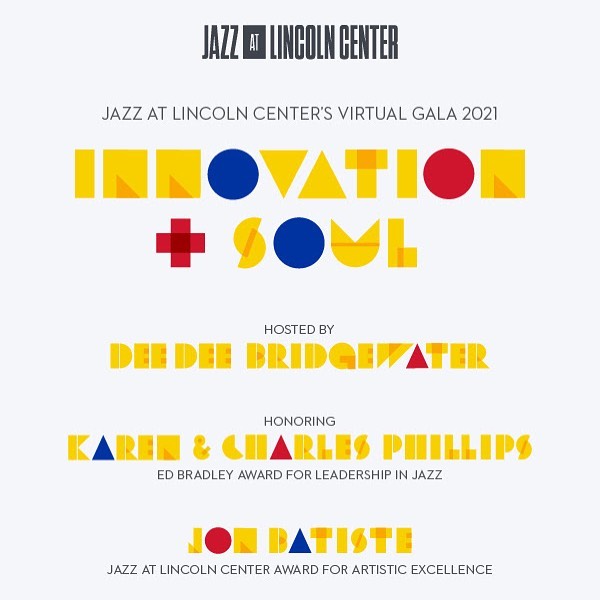 JAZZ AT LINCOLN CENTER
JAZZ AT LINCOLN CENTER'S VIRTUAL GALA 2021
INNOVATION
+ SOUL
HOSTED BY
DEE DEE BRIDGEWATER
HONORING
KAREN & CHARLES PHILLIPS
ED BRADLEY AWARD FOR LEADERSHIP IN JAZZ
JON BATISTE
JAZZ AT LINCOLN CENTER AWARD FOR ARTISTIC EXCELLENCE